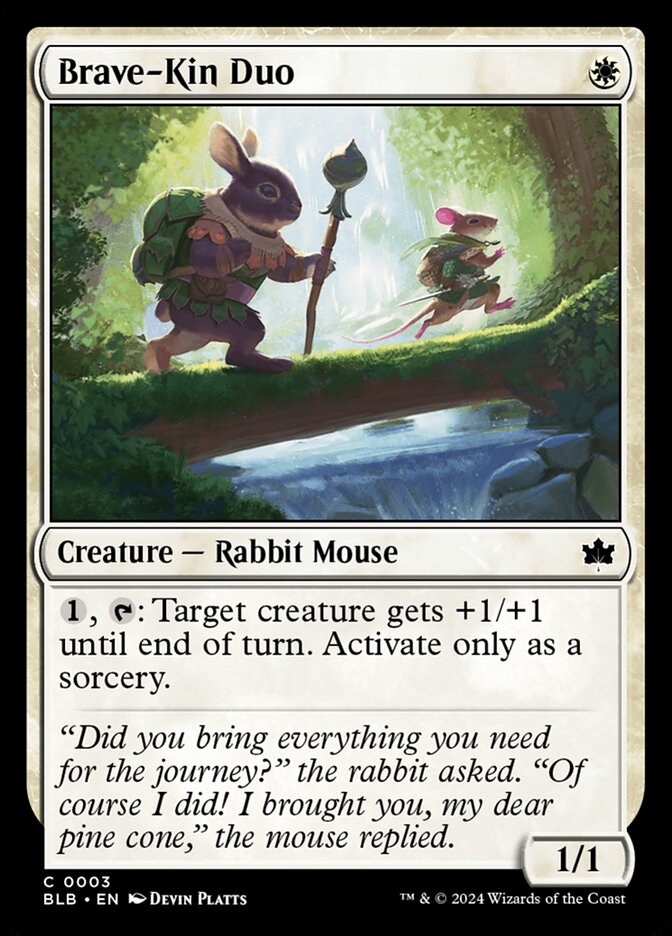 Brave-Kin Duo
Creature — Rabbit Mouse
1, : Target creature gets +1/+1
until end of turn. Activate only as a
sorcery.
“Did you bring everything you need
for the journey?” the rabbit asked. “Of
course I did! I brought you, my dear
pine cone,” the mouse replied.
1/1
C 0003
BLB • EN Devin Platts
™ & © 2024 Wizards of the Coast